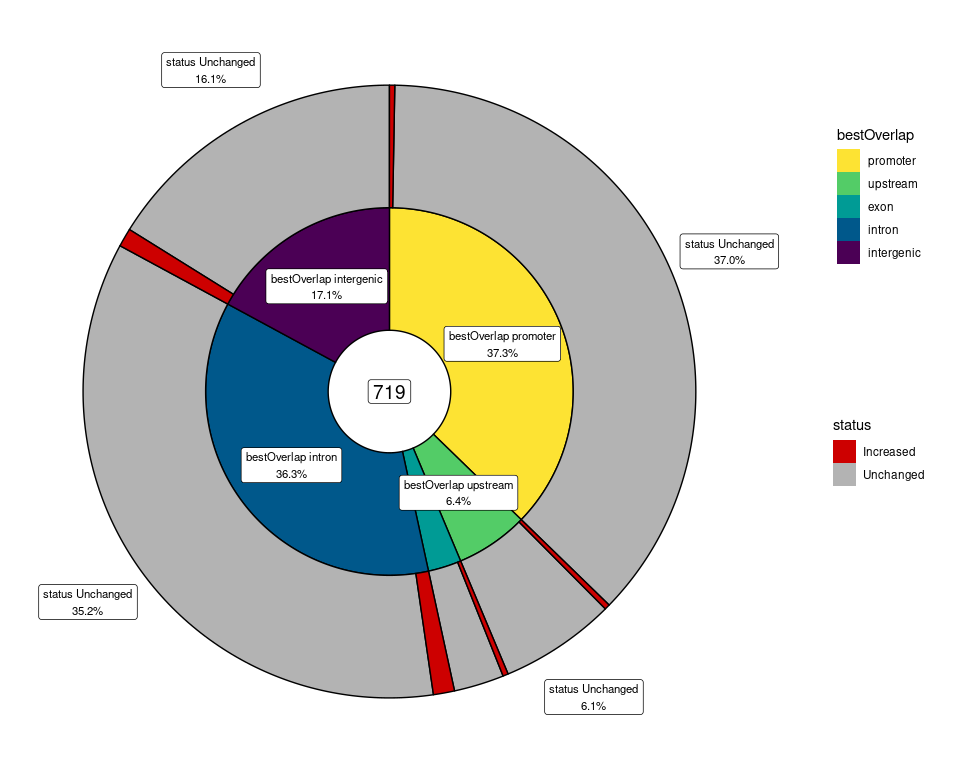 status Unchanged
16.1%
bestOverlap
promoter
upstream
exon
intron
intergenic
status Unchanged
37.0%
bestOverlap intergenic
17.1%
bestOverlap promoter
37.3%
719
bestOverlap intron
36.3%
bestOverlap upstream
6.4%
status
Increased
Unchanged
status Unchanged
35.2%
status Unchanged
6.1%